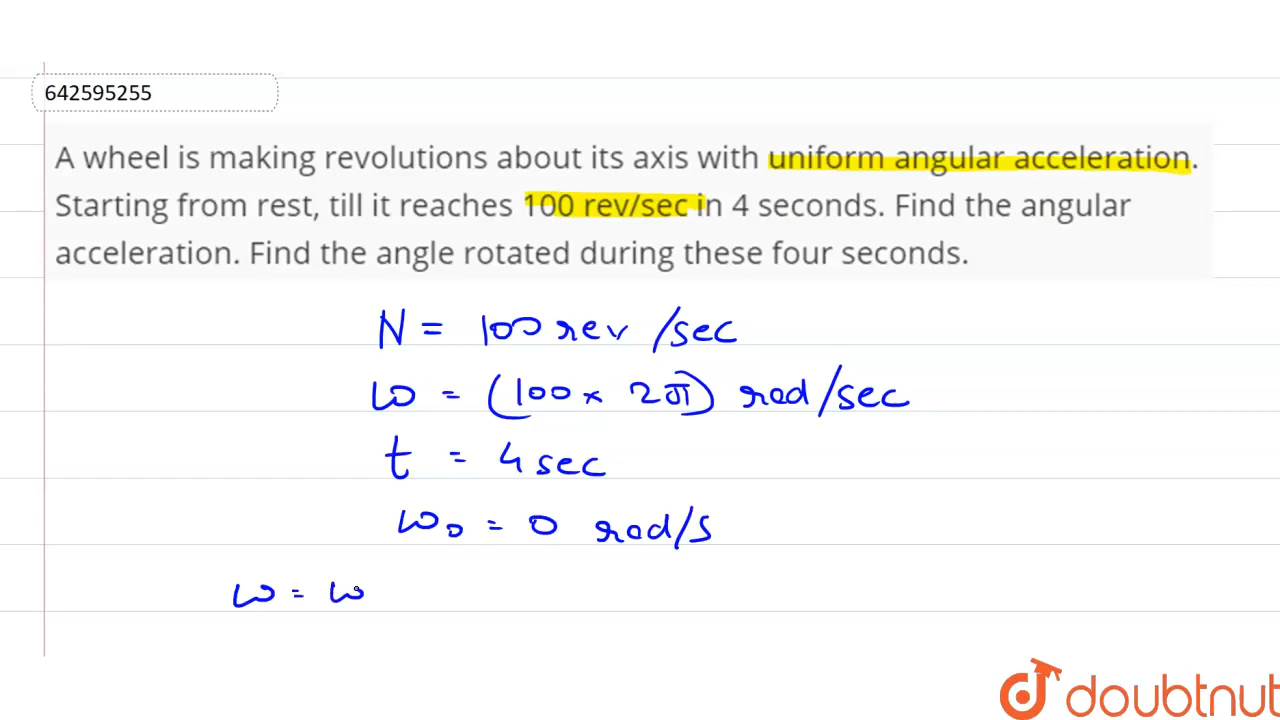 642595255
A wheel is making revolutions about its axis with uniform angular acceleration.
Starting from rest, till it reaches 100 rev/sec in 4 seconds. Find the angular
acceleration. Find the angle rotated during these four seconds.
N = 100 rev /sec
ω = (100 × 2π) rad/sec
t = 4 sec
ω₀ = 0 rad/s
ω = ω
doubtnut